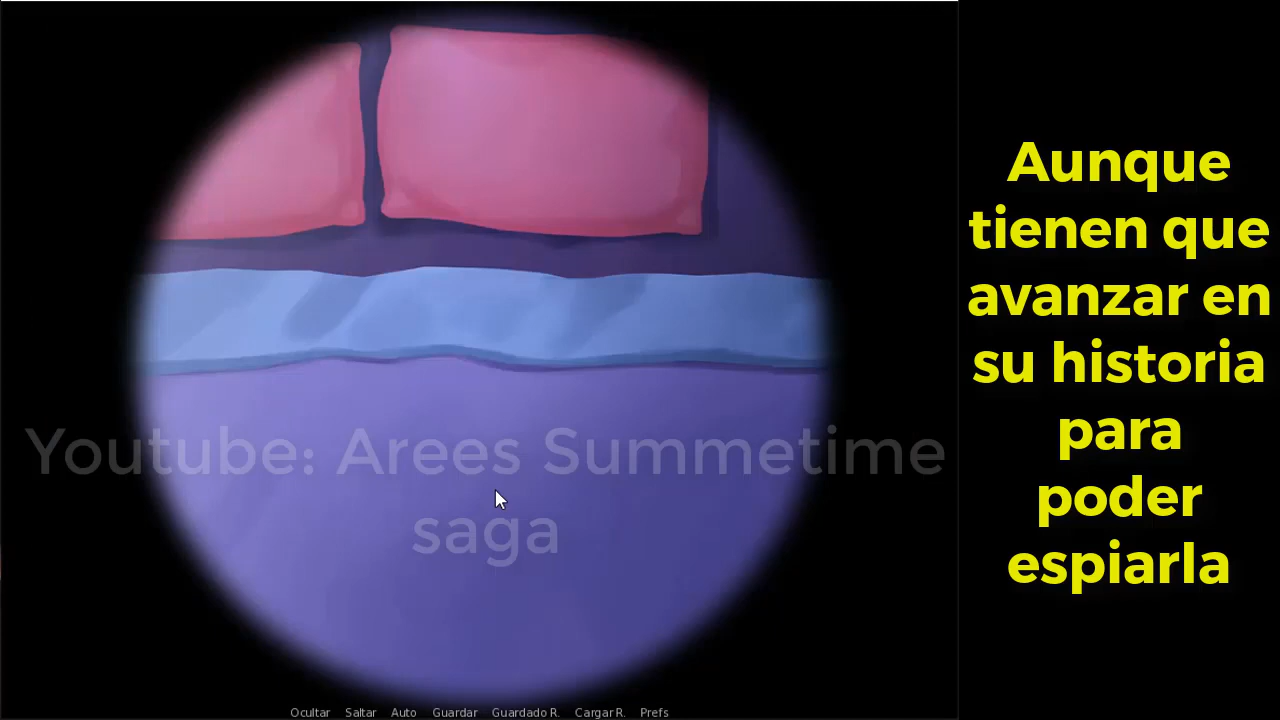 Aunque
tienen que
avanzar en
su historia
para
poder
espiarla
Youtube: Arees Summetime
saga
Ocultar Saltar Auto Guardar Guardado R. Cargar R. Prefs